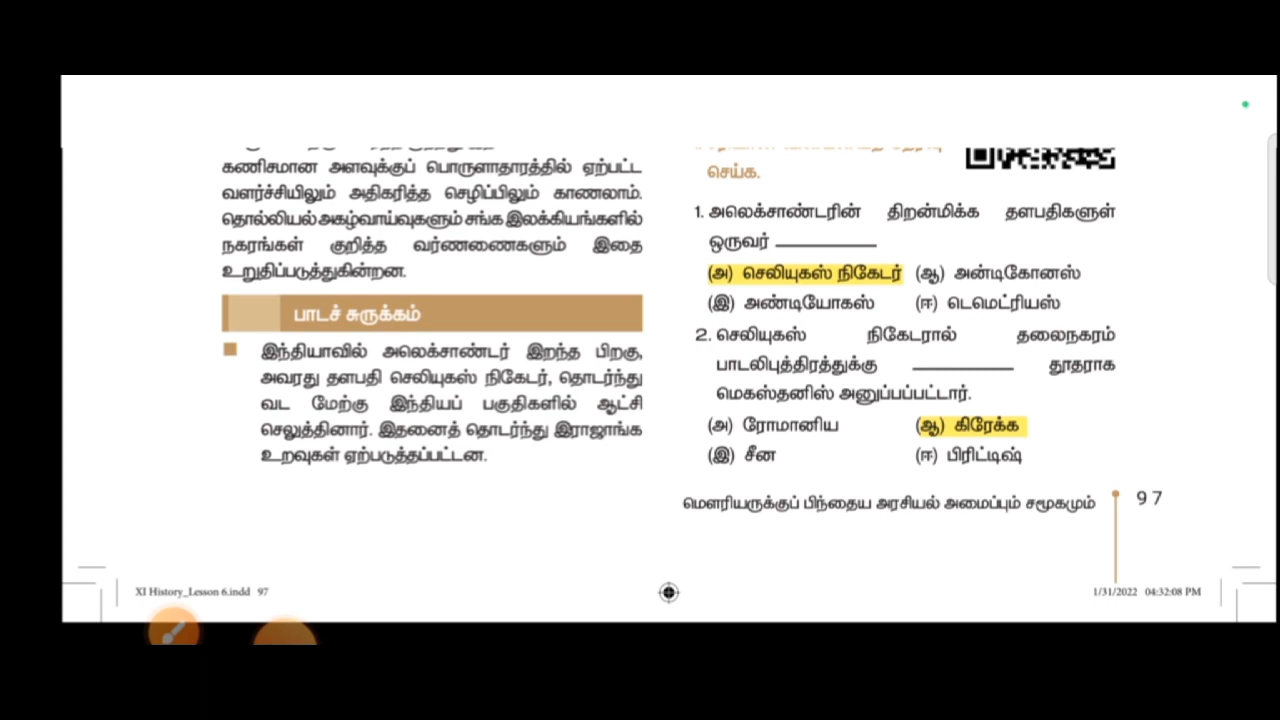 கணிசமான அளவுக்குப் பொருளாதாரத்தில் ஏற்பட்ட
வளர்ச்சியிலும் அதிகரித்த செழிப்பிலும் காணலாம்.
தொல்லியல் அகழ்வாய்வுகளும் சங்க இலக்கியங்களில்
நகரங்கள் குறித்த வர்ணணைகளும் இதை
உறுதிப்படுத்துகின்றன.
பாடச் சுருக்கம்
இந்தியாவில் அலெக்சாண்டர் இறந்த பிறகு,
அவரது தளபதி செலியுகஸ் நிகேடர், தொடர்ந்து
வட மேற்கு இந்தியப் பகுதிகளில் ஆட்சி
செலுத்தினார். இதனைத் தொடர்ந்து இராஜாங்க
உறவுகள் ஏற்படுத்தப்பட்டன.
செய்க.
1. அலெக்சாண்டரின் திறன்மிக்க தளபதிகளுள்
ஒருவர் ____________
(அ) செலியுகஸ் நிகேடர் (ஆ) அன்டிகோனஸ்
(இ) அண்டியோகஸ் (ஈ) டெமெட்ரியஸ்
2. செலியுகஸ் நிகேடரால் தலைநகரம்
பாடலிபுத்திரத்துக்கு ____________ தூதராக
மெகஸ்தனிஸ் அனுப்பப்பட்டார்.
(அ) ரோமானிய (ஆ) கிரேக்க
(இ) சீன (ஈ) பிரிட்டிஷ்
மௌரியருக்குப் பிந்தைய அரசியல் அமைப்பும் சமூகமும் 97
XI History_Lesson 6.indd 97 1/31/2022 04:32:08 PM